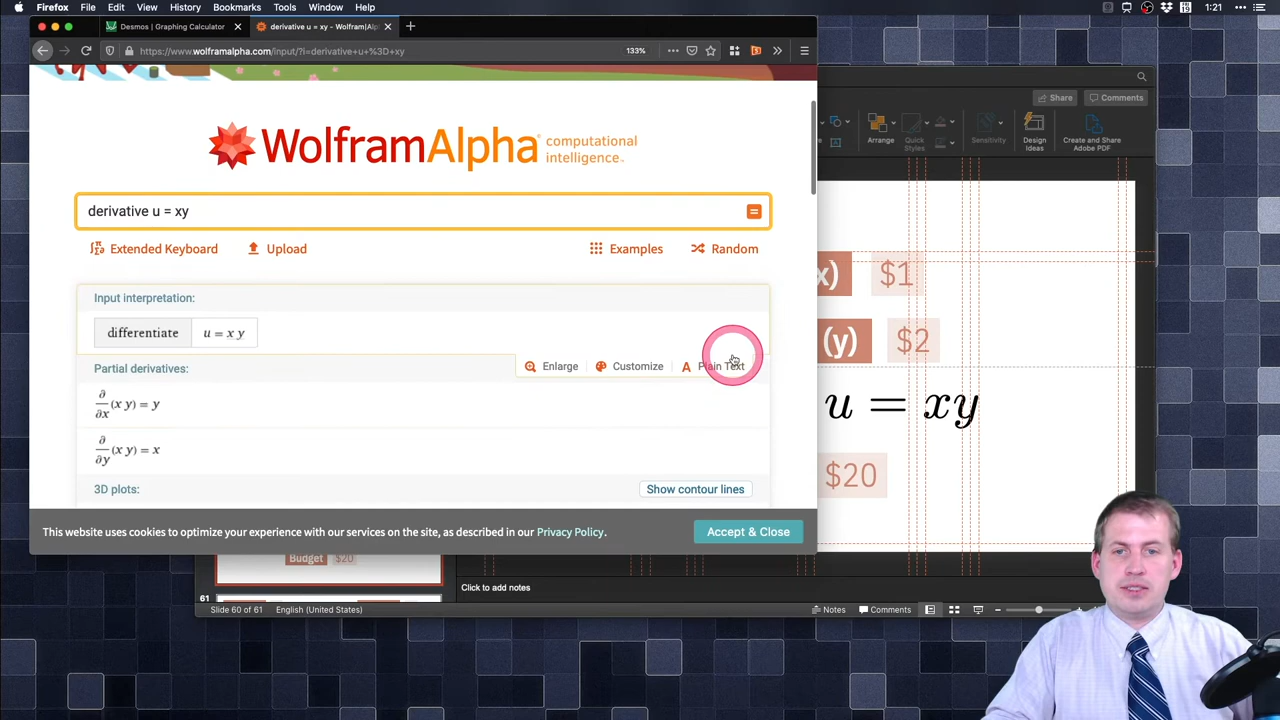 Firefox File Edit View History Bookmarks Tools Window Help
1:21
Desmos | Graphing Calculator
derivative u = xy - Wolfram|Alp
https://www.wolframalpha.com/input/?i=derivative+u+%3D+xy
133%
Share
Comments
WolframAlpha computational
intelligence.
derivative u = xy
Extended Keyboard Upload Examples Random
Arrange
Quick
Styles
Sensitivity
Design
Ideas
Create and Share
Adobe PDF
Input interpretation:
differentiate u = x y
Partial derivatives:
Enlarge Customize Plain Text
∂/∂x (x y) = y
∂/∂y (x y) = x
3D plots:
Show contour lines
This website uses cookies to optimize your experience with our services on the site, as described in our Privacy Policy.
Accept & Close
x) $1
(y) $2
u = xy
$20
Budget $20
61
Click to add notes
Slide 60 of 61 English (United States)
Notes Comments